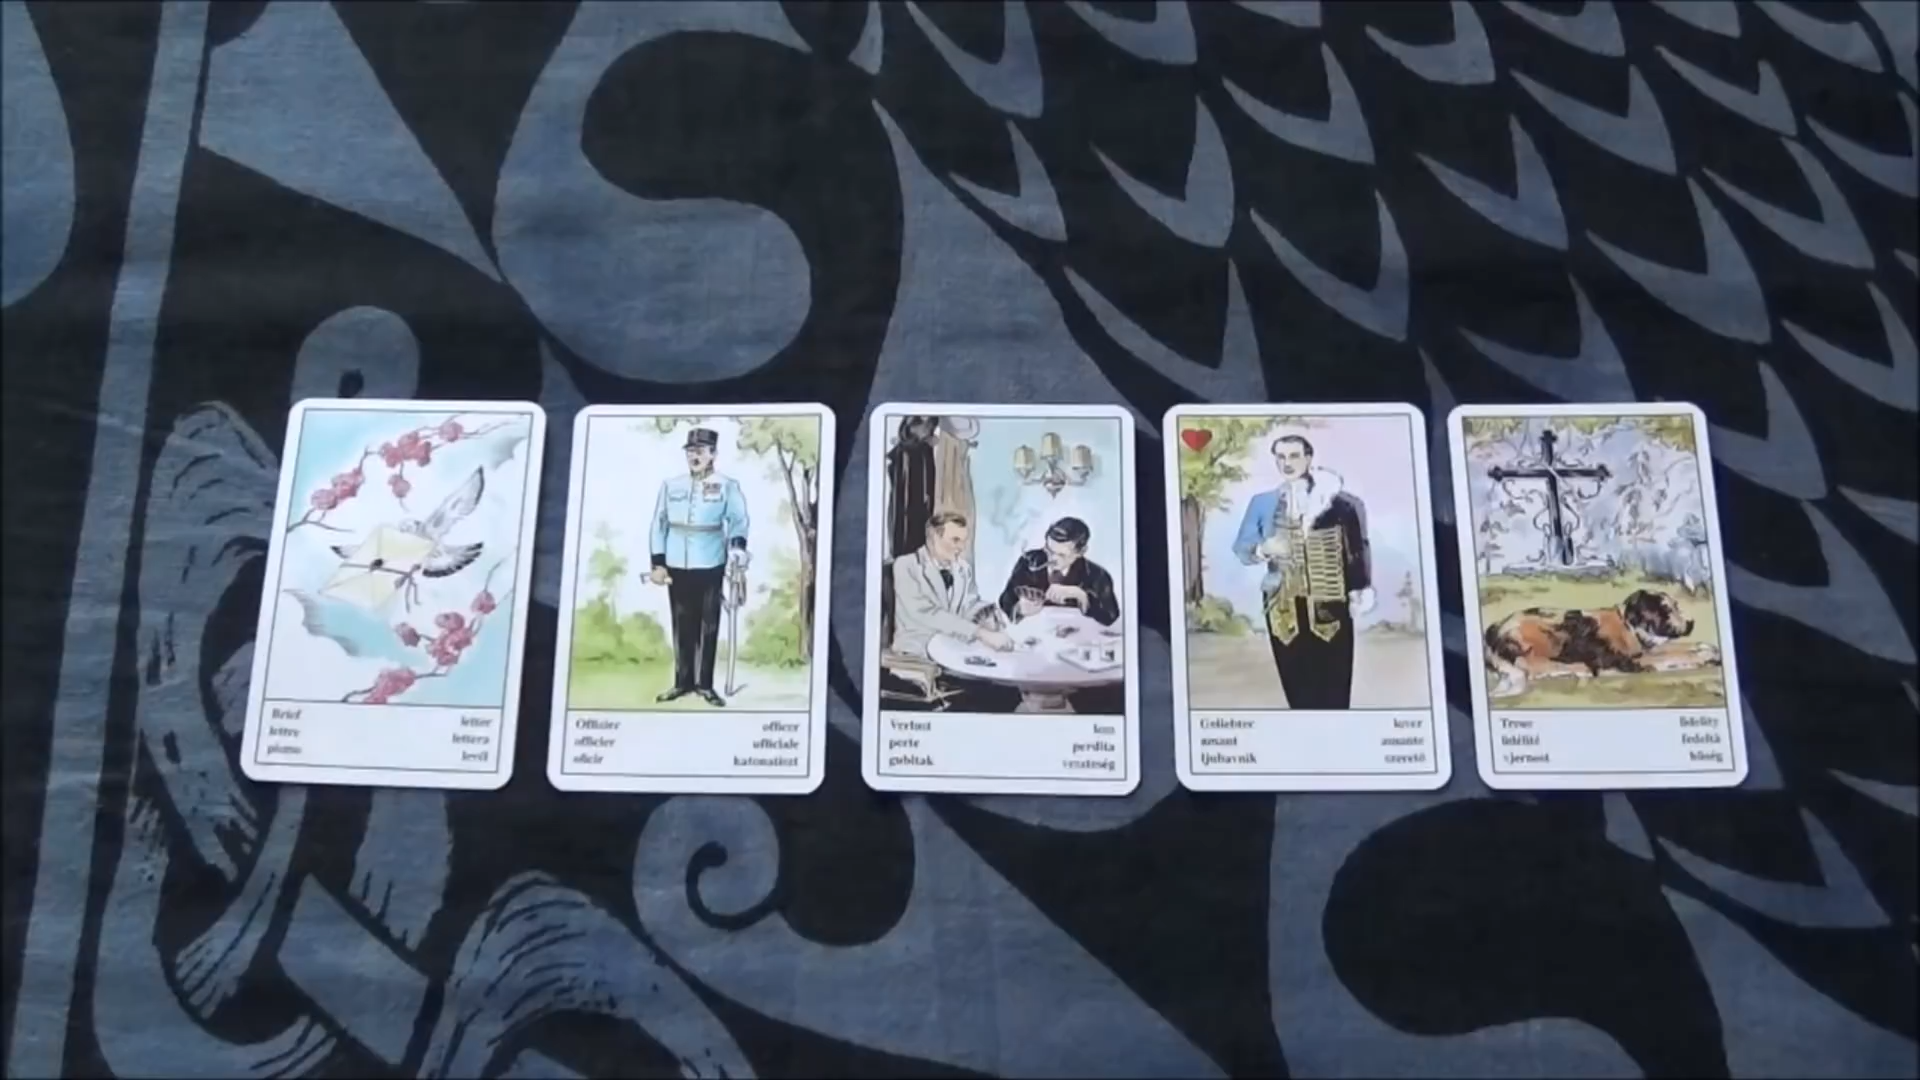 Brief letter
lettre lettera
pismo levél
Offizier officer
officier ufficiale
oficir katonatiszt
Verlust loss
perte perdita
gubitak veszteség
Geliebter lover
amant amante
ljubavnik szerető
Treue fidelity
fidélité fedeltà
vjernost hűség